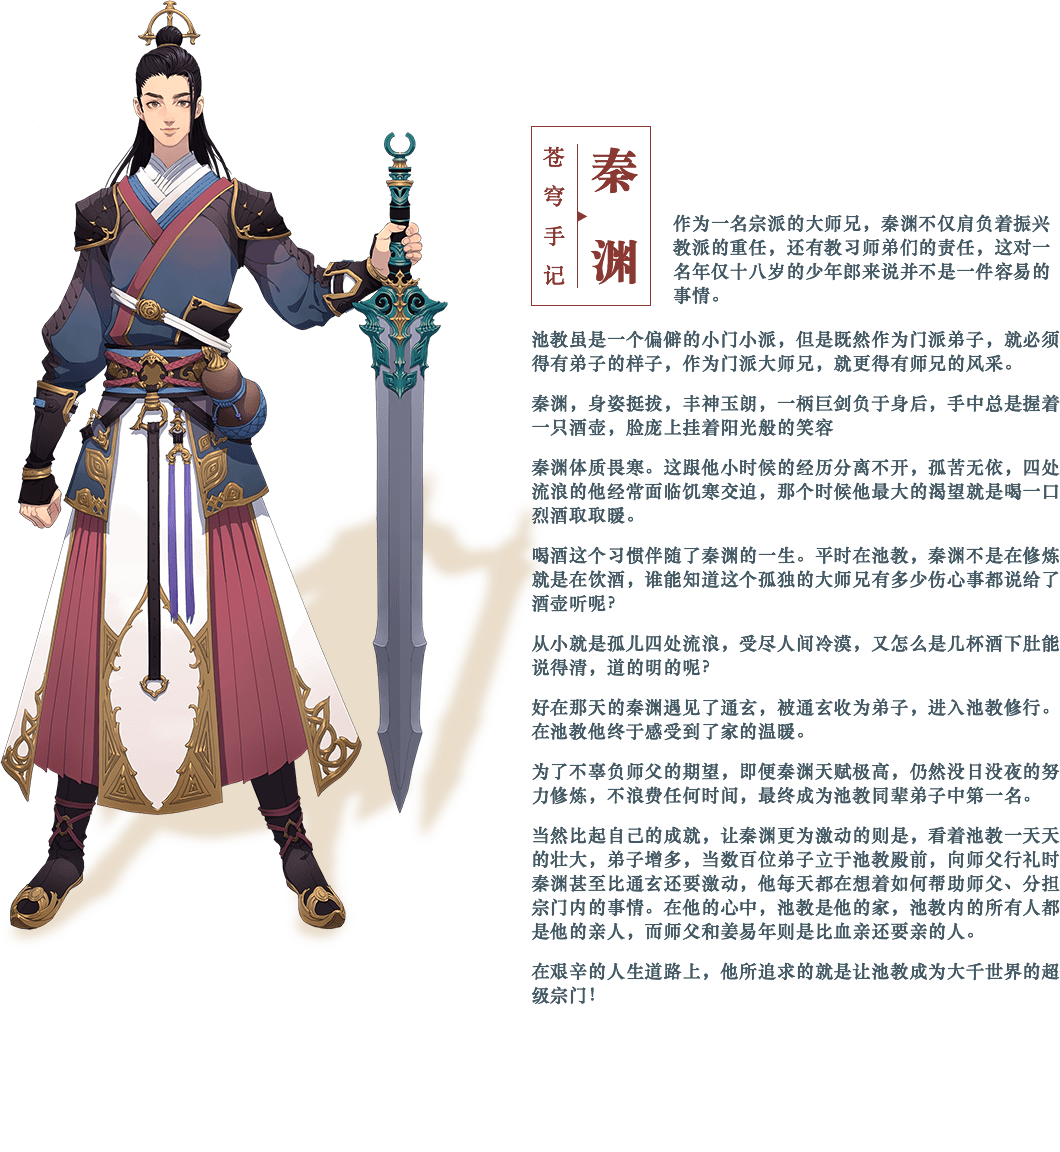 秦渊
苍穹手记
作为一名宗派的大师兄，秦渊不仅肩负着振兴
教派的重任，还有教习师弟们的责任，这对一
名年仅十八岁的少年郎来说并不是一件容易的
事情。
池教虽是一个偏僻的小门小派，但是既然作为门派弟子，就必须
得有弟子的样子，作为门派大师兄，就更得有师兄的风采。
秦渊，身姿挺拔，丰神玉朗，一柄巨剑负于身后，手中总是握着
一只酒壶，脸庞上挂着阳光般的笑容
秦渊体质畏寒。这跟他小时候的经历分离不开，孤苦无依，四处
流浪的他经常面临饥寒交迫，那个时候他最大的渴望就是喝一口
烈酒取取暖。
喝酒这个习惯伴随了秦渊的一生。平时在池教，秦渊不是在修炼
就是在饮酒，谁能知道这个孤独的大师兄有多少伤心事都说给了
酒壶听呢？
从小就是孤儿四处流浪，受尽人间冷漠，又怎么是几杯酒下肚能
说得清，道的明的呢？
好在那天的秦渊遇见了通玄，被通玄收为弟子，进入池教修行。
在池教他终于感受到了家的温暖。
为了不辜负师父的期望，即便秦渊天赋极高，仍然没日没夜的努
力修炼，不浪费任何时间，最终成为池教同辈弟子中第一名。
当然比起自己的成就，让秦渊更为激动的则是，看着池教一天天
的壮大，弟子增多，当数百位弟子立于池教殿前，向师父行礼时
秦渊甚至比通玄还要激动，他每天都在想着如何帮助师父、分担
宗门内的事情。在他的心中，池教是他的家，池教内的所有人都
是他的亲人，而师父和姜易年则是比血亲还要亲的人。
在艰辛的人生道路上，他所追求的就是让池教成为大千世界的超
级宗门！